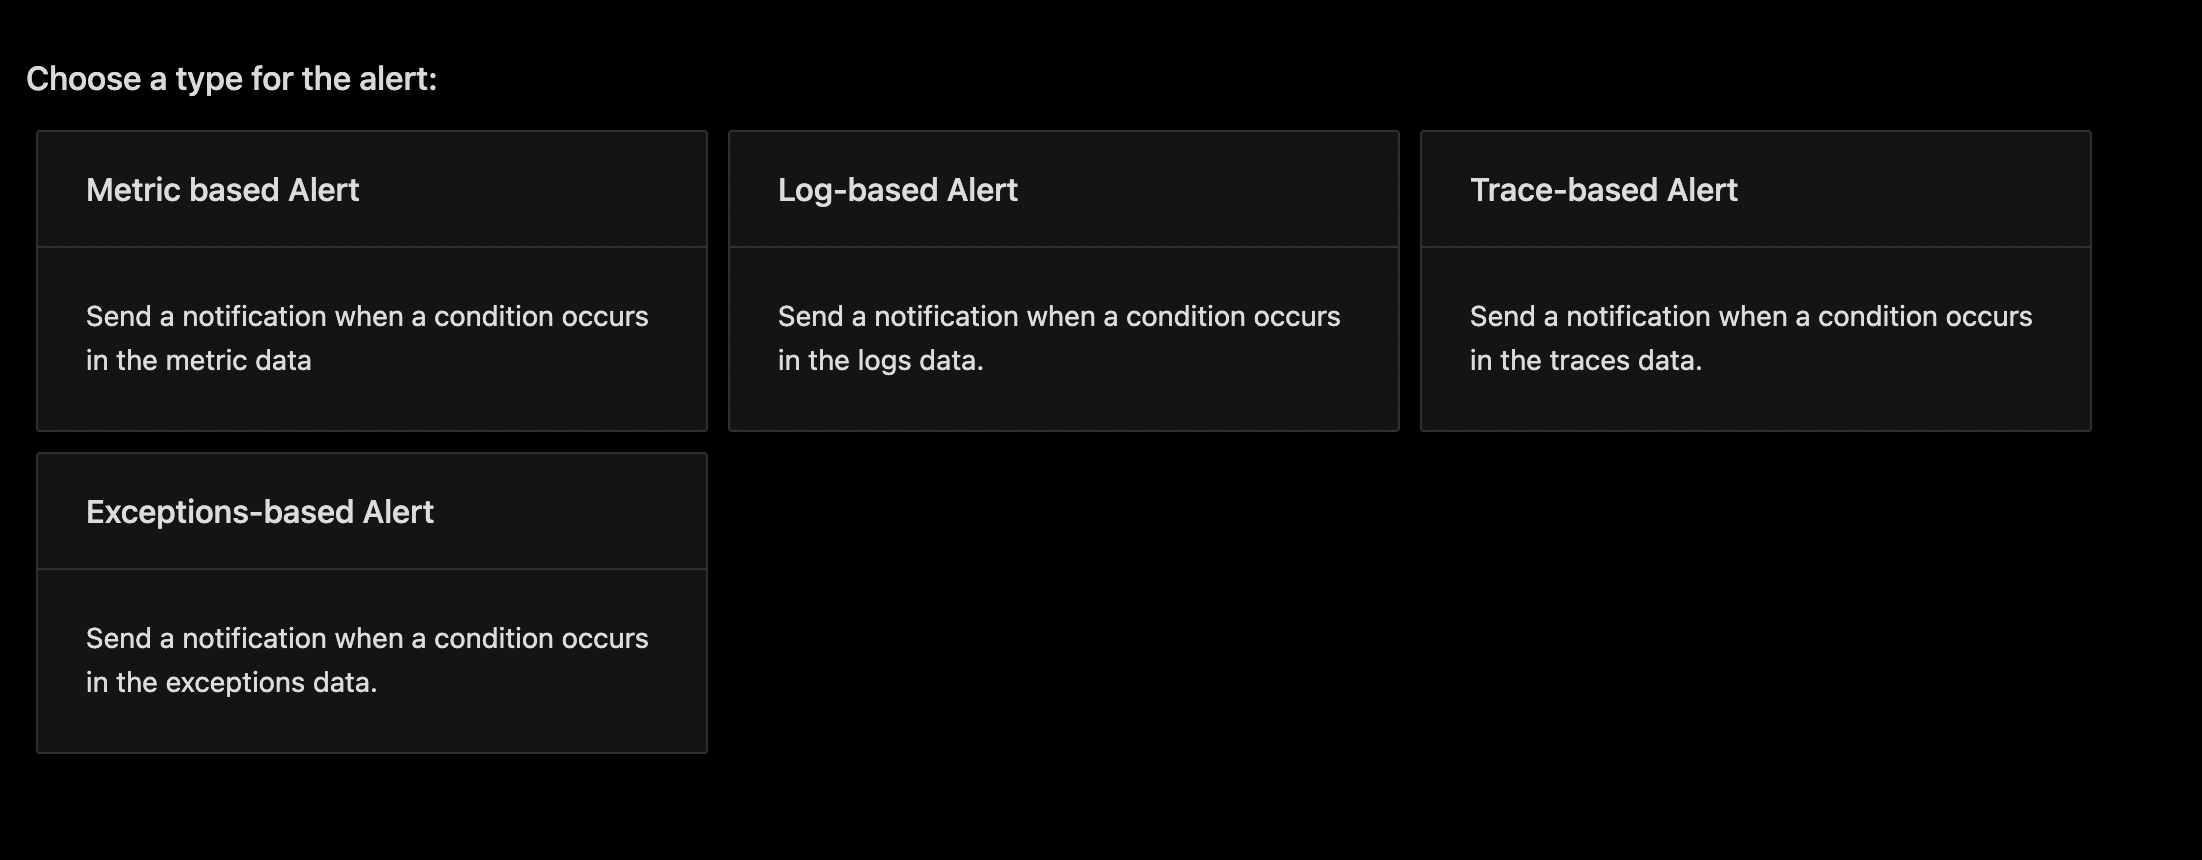 Choose a type for the alert:
Metric based Alert
Send a notification when a condition occurs
in the metric data
Log-based Alert
Send a notification when a condition occurs
in the logs data.
Trace-based Alert
Send a notification when a condition occurs
in the traces data.
Exceptions-based Alert
Send a notification when a condition occurs
in the exceptions data.